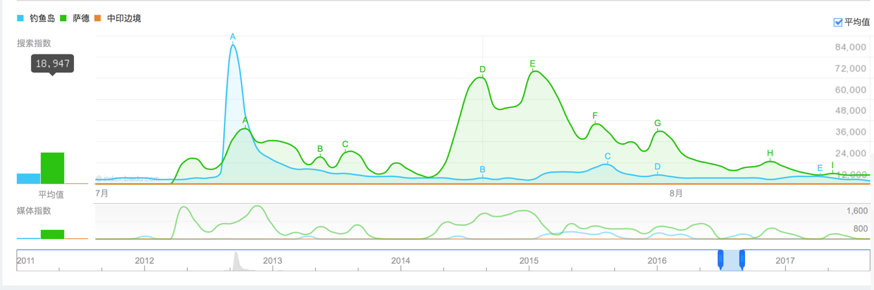 钓鱼岛 萨德 中印边境
平均值
搜索指数
18,947
平均值
84,000
72,000
60,000
48,000
36,000
24,000
12,000
A
A
B
C
D
E
F
G
H
I
B
C
D
E
7月
8月
媒体指数
1,600
800
2011 2012 2013 2014 2015 2016 2017